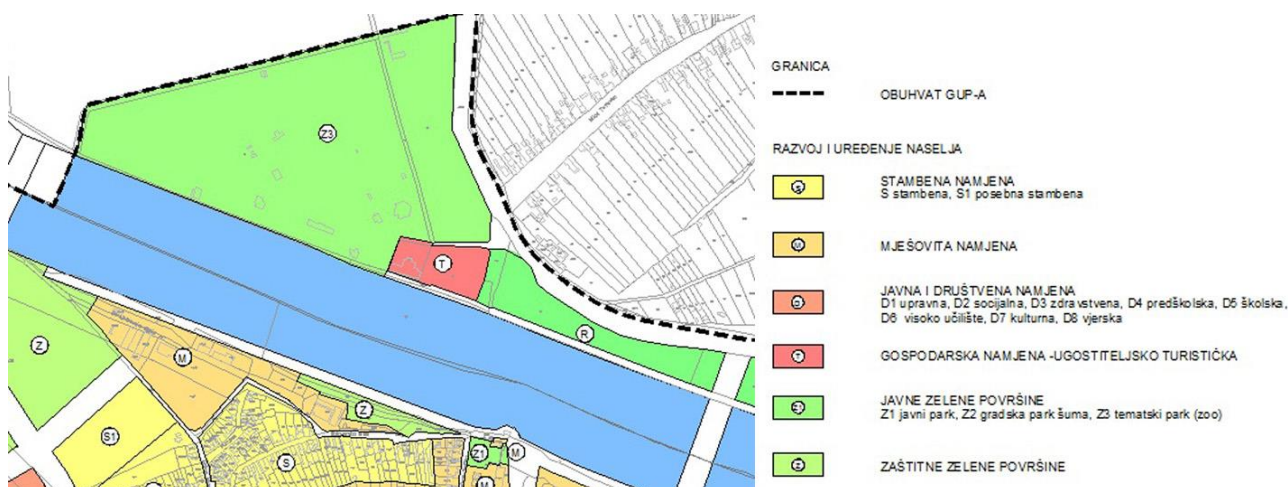 Z3
T
R
Z
M
Z
S1
S
Z1
M
M
GRANICA
OBUHVAT GUP-A
RAZVOJ I UREĐENJE NASELJA
S
STAMBENA NAMJENA
S stambena, S1 posebna stambena
M
MJEŠOVITA NAMJENA
D
JAVNA I DRUŠTVENA NAMJENA
D1 upravna, D2 socijalna, D3 zdravstvena, D4 predškolska, D5 školska,
D6 visoko učilište, D7 kulturna, D8 vjerska
T
GOSPODARSKA NAMJENA -UGOSTITELJSKO TURISTIČKA
Z1
JAVNE ZELENE POVRŠINE
Z1 javni park, Z2 gradska park šuma, Z3 tematski park (zoo)
Z
ZAŠTITNE ZELENE POVRŠINE